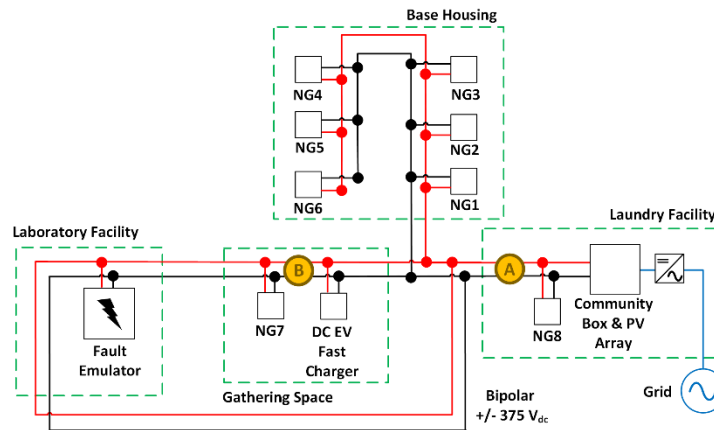 Base Housing
NG4
NG3
NG5
NG2
NG6
NG1
Laboratory Facility
Laundry Facility
B
A
Fault
Emulator
NG7
DC EV
Fast
Charger
NG8
Community
Box & PV
Array
Gathering Space
Bipolar
+/- 375 Vdc
Grid